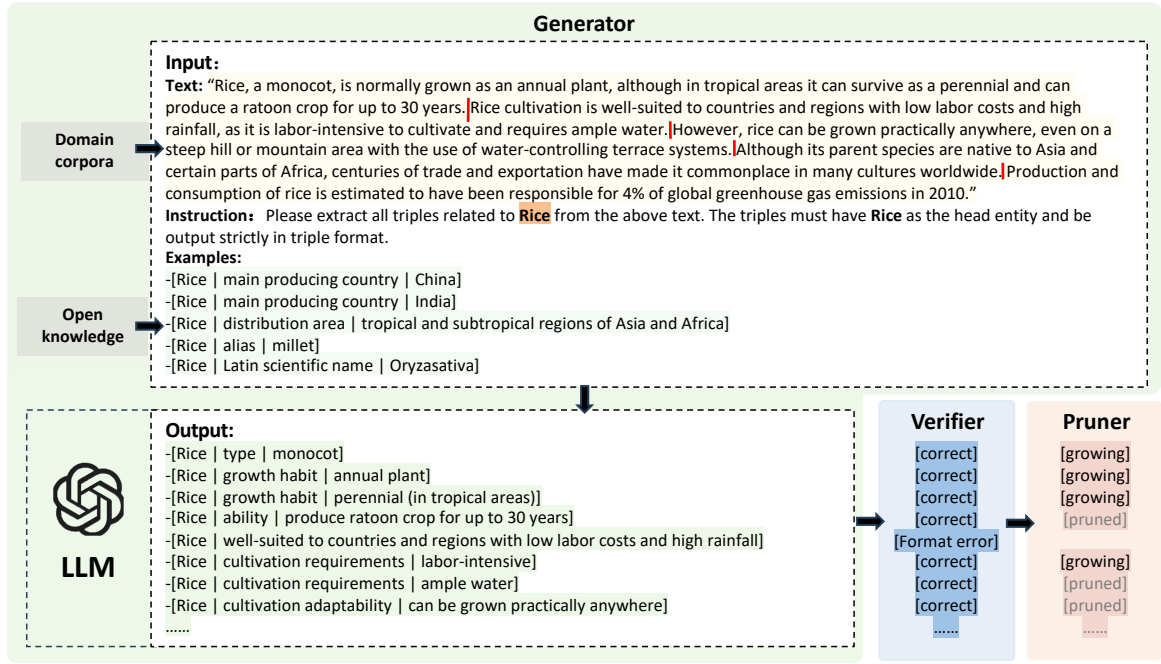 Generator
Input:
Text: “Rice, a monocot, is normally grown as an annual plant, although in tropical areas it can survive as a perennial and can
produce a ratoon crop for up to 30 years. Rice cultivation is well-suited to countries and regions with low labor costs and high
rainfall, as it is labor-intensive to cultivate and requires ample water. However, rice can be grown practically anywhere, even on a
steep hill or mountain area with the use of water-controlling terrace systems. Although its parent species are native to Asia and
certain parts of Africa, centuries of trade and exportation have made it commonplace in many cultures worldwide. Production and
consumption of rice is estimated to have been responsible for 4% of global greenhouse gas emissions in 2010.”
Instruction: Please extract all triples related to Rice from the above text. The triples must have Rice as the head entity and be
output strictly in triple format.
Examples:
-[Rice | main producing country | China]
-[Rice | main producing country | India]
-[Rice | distribution area | tropical and subtropical regions of Asia and Africa]
-[Rice | alias | millet]
-[Rice | Latin scientific name | Oryzasativa]
Domain
corpora
Open
knowledge
LLM
Output:
-[Rice | type | monocot]
-[Rice | growth habit | annual plant]
-[Rice | growth habit | perennial (in tropical areas)]
-[Rice | ability | produce ratoon crop for up to 30 years]
-[Rice | well-suited to countries and regions with low labor costs and high rainfall]
-[Rice | cultivation requirements | labor-intensive]
-[Rice | cultivation requirements | ample water]
-[Rice | cultivation adaptability | can be grown practically anywhere]
......
Verifier
[correct]
[correct]
[correct]
[correct]
[Format error]
[correct]
[correct]
[correct]
......
Pruner
[growing]
[growing]
[growing]
[pruned]
[growing]
[pruned]
[pruned]
......